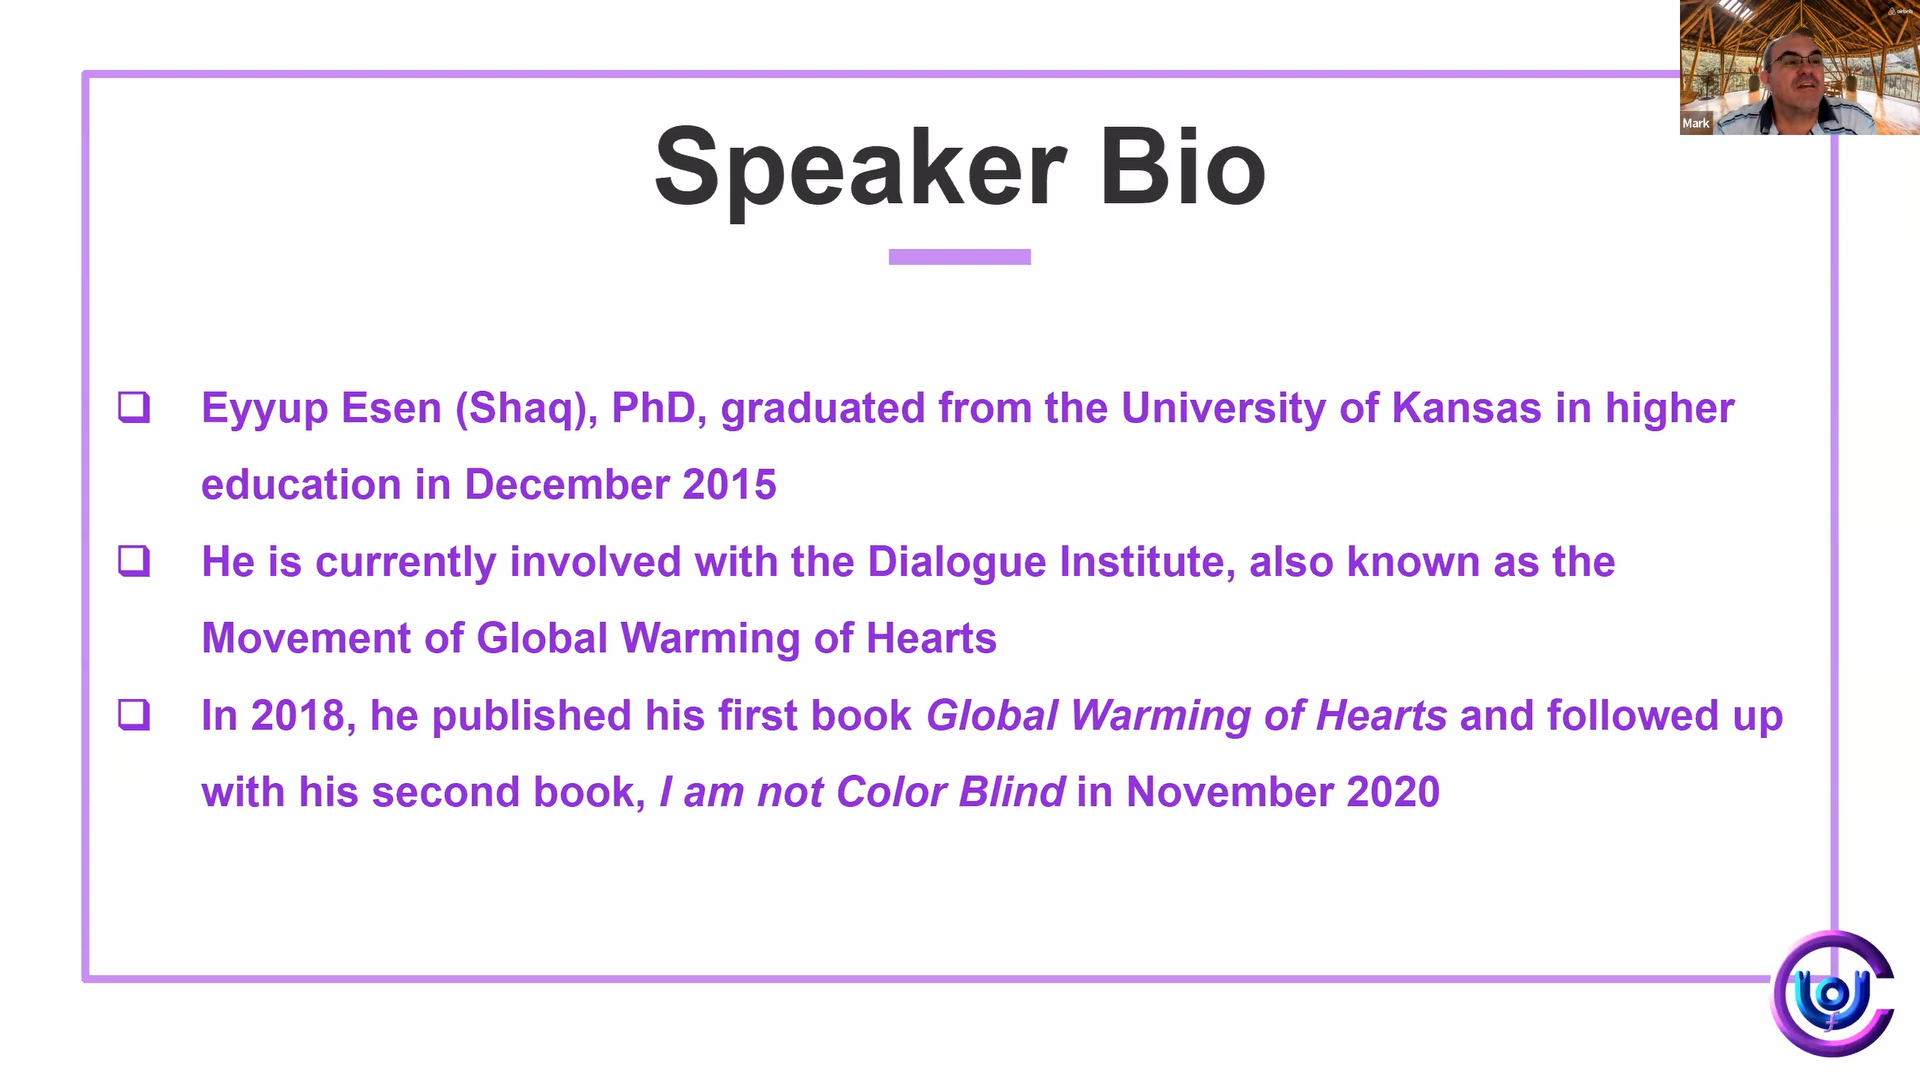 airbnb
Mark
Speaker Bio
❑ Eyyup Esen (Shaq), PhD, graduated from the University of Kansas in higher
education in December 2015
❑ He is currently involved with the Dialogue Institute, also known as the
Movement of Global Warming of Hearts
❑ In 2018, he published his first book Global Warming of Hearts and followed up
with his second book, I am not Color Blind in November 2020